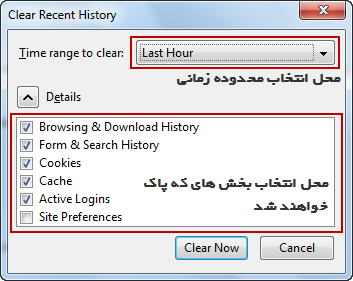 Clear Recent History
Time range to clear: Last Hour
محل انتخاب محدوده زمانی
Details
Browsing & Download History
Form & Search History
Cookies
Cache
Active Logins
Site Preferences
محل انتخاب بخش های که پاک
خواهند شد
Clear Now Cancel